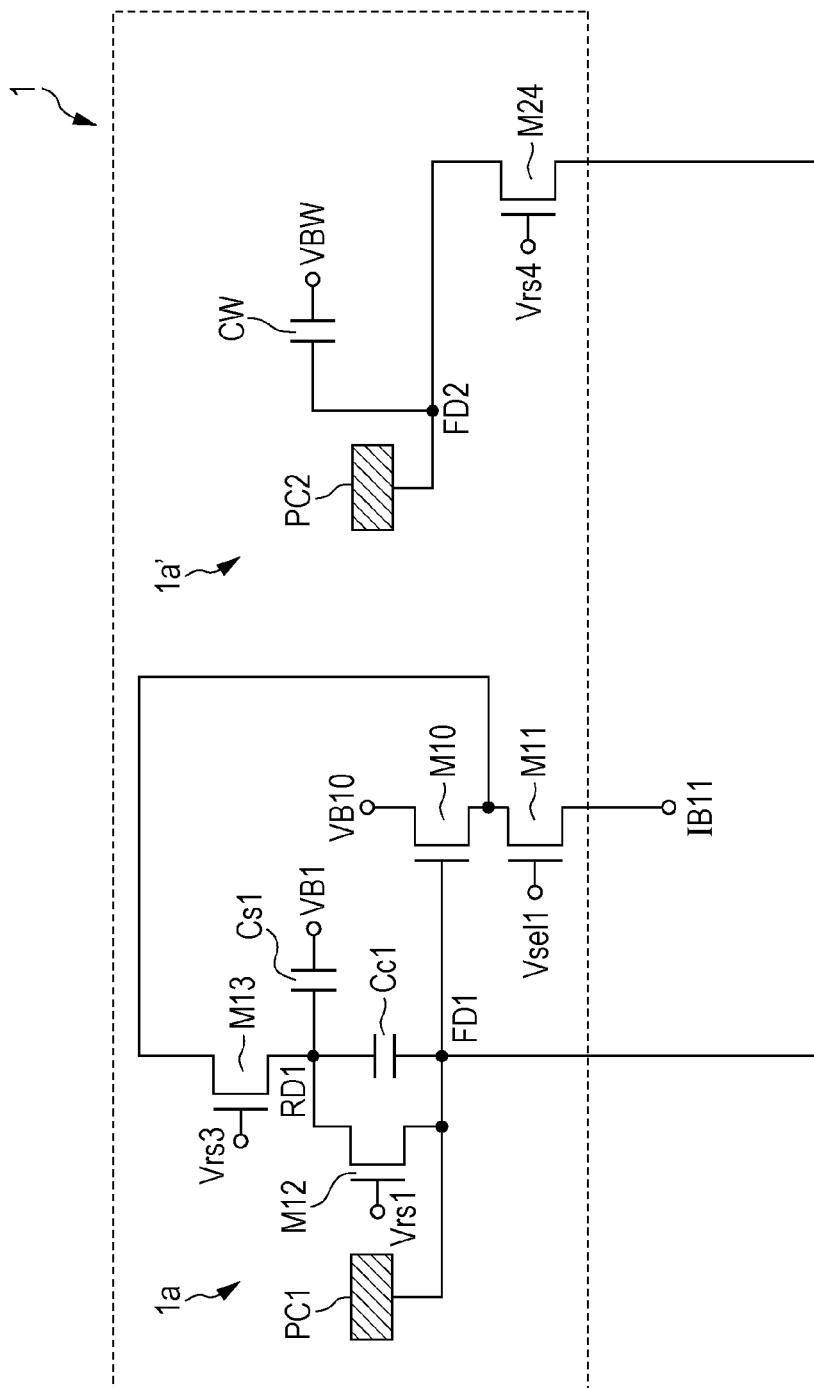 1
1a
PC1
M12
Vrs1
Vrs3
M13
RD1
Cs1
VB1
Cc1
FD1
VB10
M10
M11
Vsel1
IB11
1a'
PC2
CW
VBW
FD2
M24
Vrs4